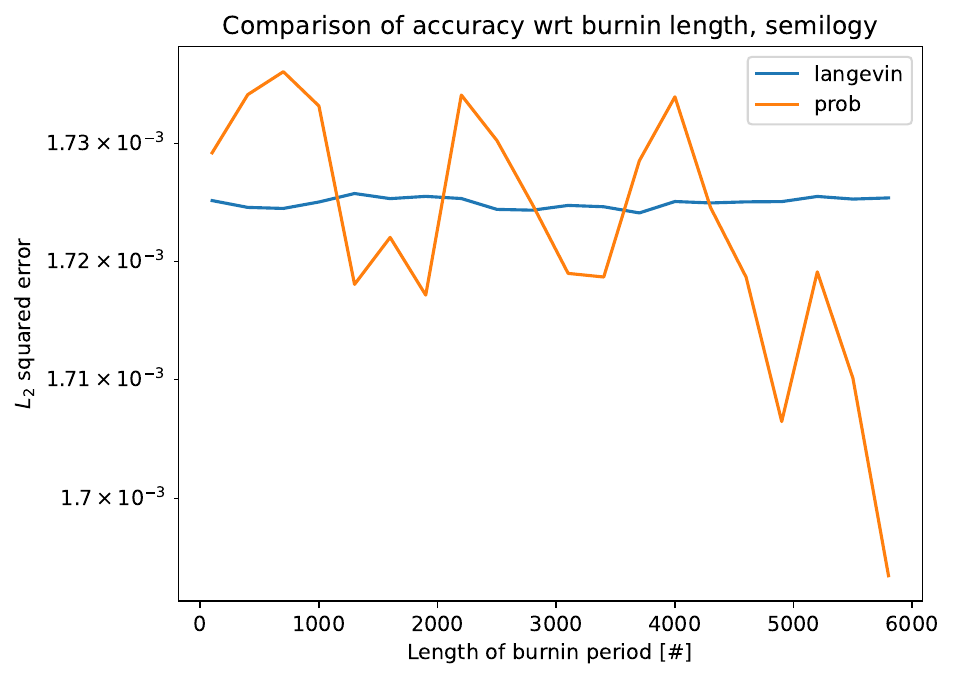 Comparison of accuracy wrt burnin length, semilogy
langevin
prob
1.73 × 10⁻³
1.72 × 10⁻³
1.71 × 10⁻³
1.7 × 10⁻³
L₂ squared error
0 1000 2000 3000 4000 5000 6000
Length of burnin period [#]